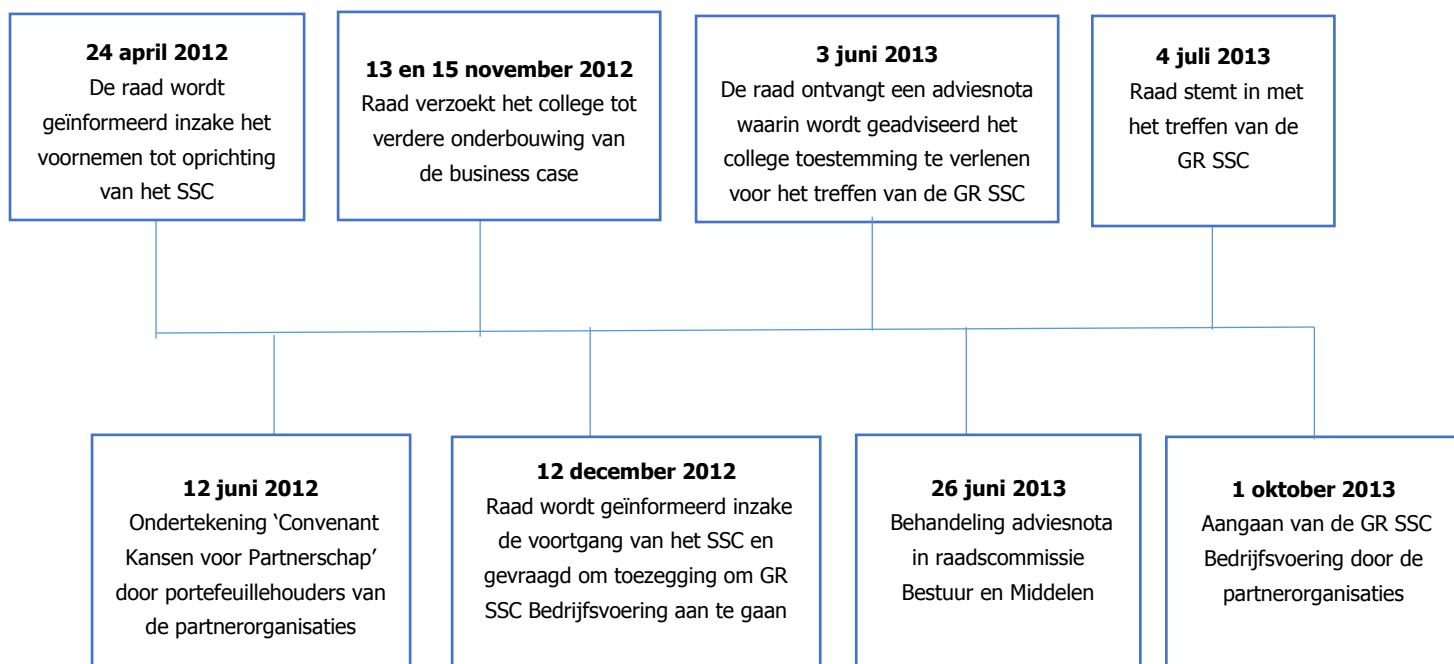 24 april 2012
De raad wordt
geïnformeerd inzake het
voornemen tot oprichting
van het SSC
13 en 15 november 2012
Raad verzoekt het college tot
verdere onderbouwing van
de business case
3 juni 2013
De raad ontvangt een adviesnota
waarin wordt geadviseerd het
college toestemming te verlenen
voor het treffen van de GR SSC
4 juli 2013
Raad stemt in met
het treffen van de
GR SSC
12 juni 2012
Ondertekening ‘Convenant
Kansen voor Partnerschap’
door portefeuillehouders van
de partnerorganisaties
12 december 2012
Raad wordt geïnformeerd inzake
de voortgang van het SSC en
gevraagd om toezegging om GR
SSC Bedrijfsvoering aan te gaan
26 juni 2013
Behandeling adviesnota
in raadscommissie
Bestuur en Middelen
1 oktober 2013
Aangaan van de GR SSC
Bedrijfsvoering door de
partnerorganisaties